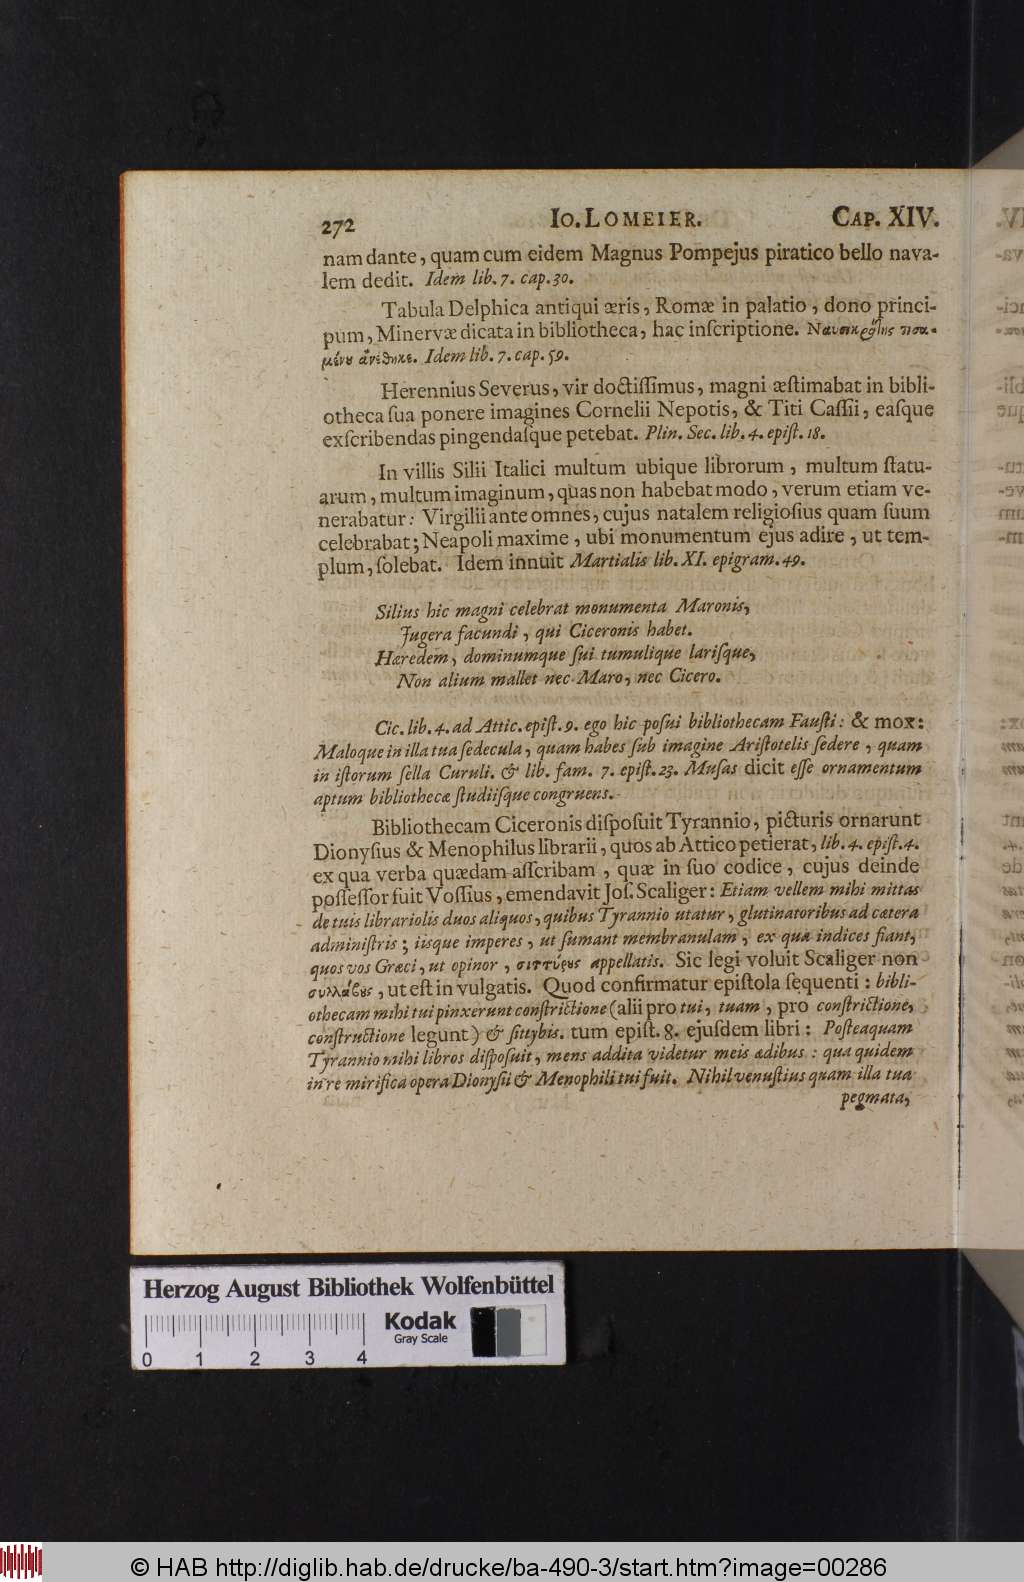 272 IO. LOMEIER. CAP. XIV.
nam dante, quam cum eidem Magnus Pompejus piratico bello nava-
lem dedit. Idem lib. 7. cap. 30.
Tabula Delphica antiqui æris, Romæ in palatio, dono princi-
pum, Minervæ dicata in bibliotheca, hac inſcriptione.
Idem lib. 7. cap. 59.
Herennius Severus, vir doctiſſimus, magni æſtimabat in bibli-
otheca ſua ponere imagines Cornelii Nepotis, & Titi Caſſii, eaſque
exſcribendas pingendaſque petebat. Plin. Sec. lib. 4. epiſt. 18.
In villis Silii Italici multum ubique librorum, multum ſtatu-
arum, multum imaginum, quas non habebat modo, verum etiam ve-
nerabatur: Virgilii ante omnes, cujus natalem religioſius quam ſuum
celebrabat; Neapoli maxime, ubi monumentum ejus adire, ut tem-
plum, ſolebat. Idem innuit Martialis lib. XI. epigram. 49.
Silius hic magni celebrat monumenta Maronis,
Jugera facundi, qui Ciceronis habet.
Hæredem, dominumque ſui tumulique lariſque,
Non alium mallet nec Maro, nec Cicero.
Cic. lib. 4. ad Attic. epiſt. 9. ego hic poſui bibliothecam Fauſti: & mox:
Maloque in illa tua ſedecula, quam habes ſub imagine Ariſtotelis ſedere, quam
in iſtorum ſella Curuli. & lib. fam. 7. epiſt. 23. Muſas dicit eſſe ornamentum
aptum bibliothecæ ſtudiiſque congruens.
Bibliothecam Ciceronis diſpoſuit Tyrannio, picturis ornarunt
Dionyſius & Menophilus librarii, quos ab Attico petierat, lib. 4. epiſt. 4.
ex qua verba quædam aſſcribam, quæ in ſuo codice, cujus deinde
poſſeſſor fuit Voſſius, emendavit Joſ. Scaliger: Etiam vellem mihi mittas
de tuis librariolis duos aliquos, quibus Tyrannio utatur, glutinatoribus ad cætera
adminiſtris; iisque imperes, ut ſumant membranulam, ex qua indices fiant,
quos vos Græci, ut opinor, σιττύβους appellatis. Sic legi voluit Scaliger non
συλλάβους, ut eſt in vulgatis. Quod confirmatur epiſtola ſequenti: bibli-
othecam mihi tui pinxerunt conſtrictione (alii pro tui, tuam, pro conſtrictione,
conſtructione legunt) & ſittybis. tum epiſt. 8. ejuſdem libri: Poſteaquam
Tyrannio mihi libros diſpoſuit, mens addita videtur meis ædibus: qua quidem
in re mirifica opera Dionyſii & Menophili tui fuit. Nihil venuſtius quam illa tua
pegmata,
Herzog August Bibliothek Wolfenbüttel
Kodak
Gray Scale
0 1 2 3 4
© HAB http://diglib.hab.de/drucke/ba-490-3/start.htm?image=00286